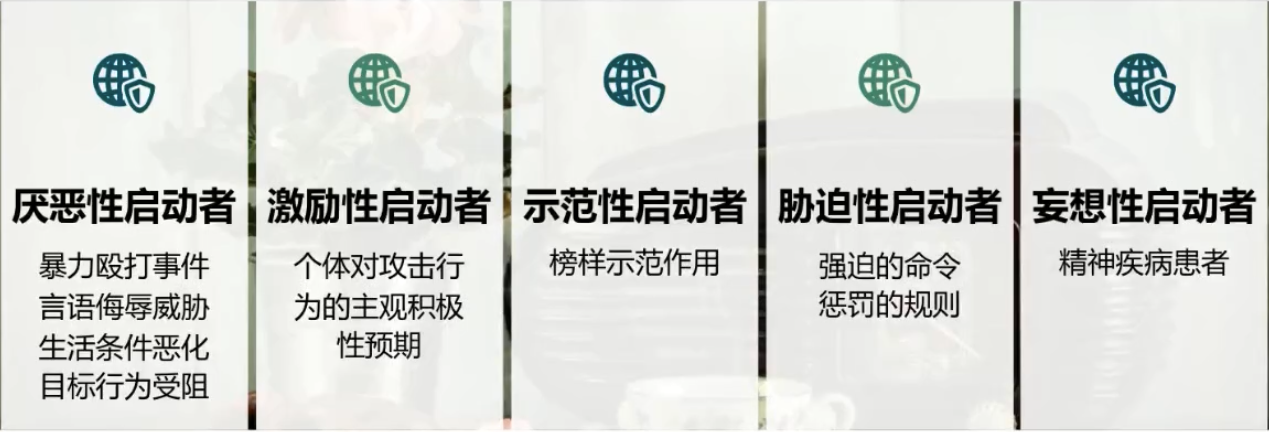 厌恶性启动者
暴力殴打事件
言语侮辱威胁
生活条件恶化
目标行为受阻
激励性启动者
个体对攻击行
为的主观积极
性预期
示范性启动者
榜样示范作用
胁迫性启动者
强迫的命令
惩罚的规则
妄想性启动者
精神疾病患者